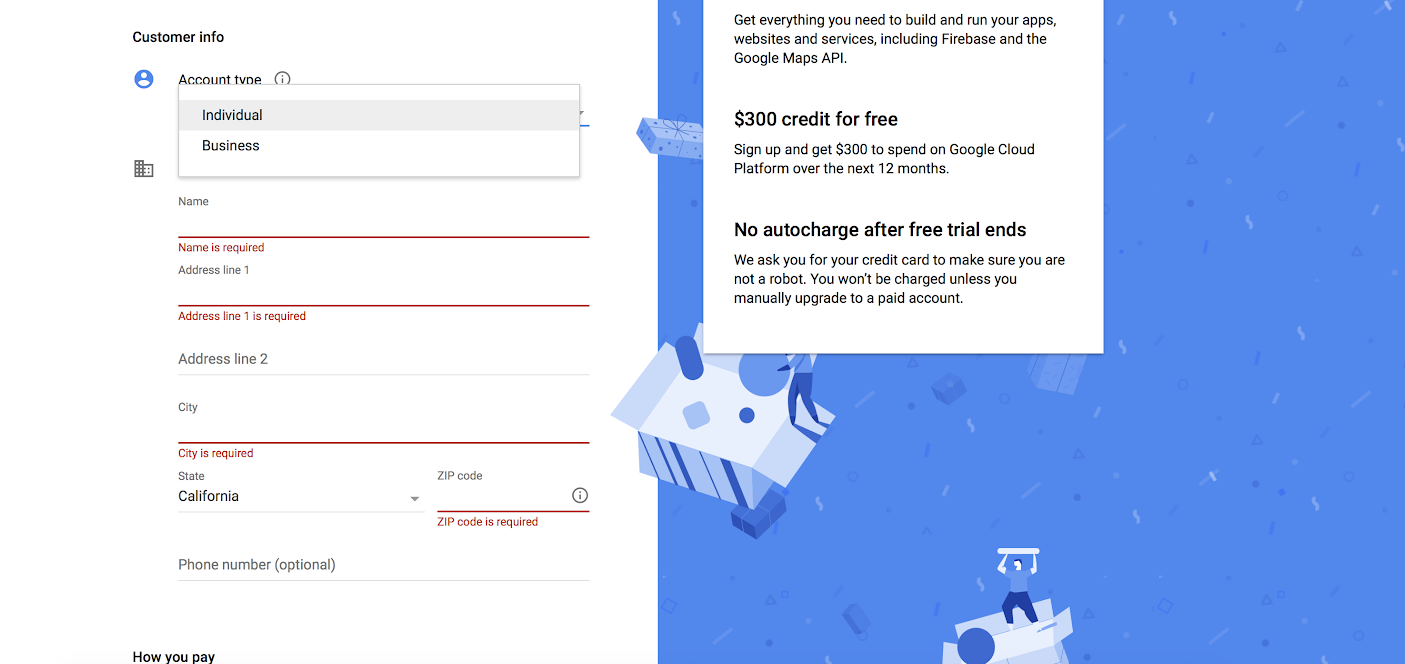 Customer info
Account type
Individual
Business
Name
Name is required
Address line 1
Address line 1 is required
Address line 2
City
City is required
State
ZIP code
California
ZIP code is required
Phone number (optional)
How you pay
Get everything you need to build and run your apps,
websites and services, including Firebase and the
Google Maps API.
$300 credit for free
Sign up and get $300 to spend on Google Cloud
Platform over the next 12 months.
No autocharge after free trial ends
We ask you for your credit card to make sure you are
not a robot. You won’t be charged unless you
manually upgrade to a paid account.